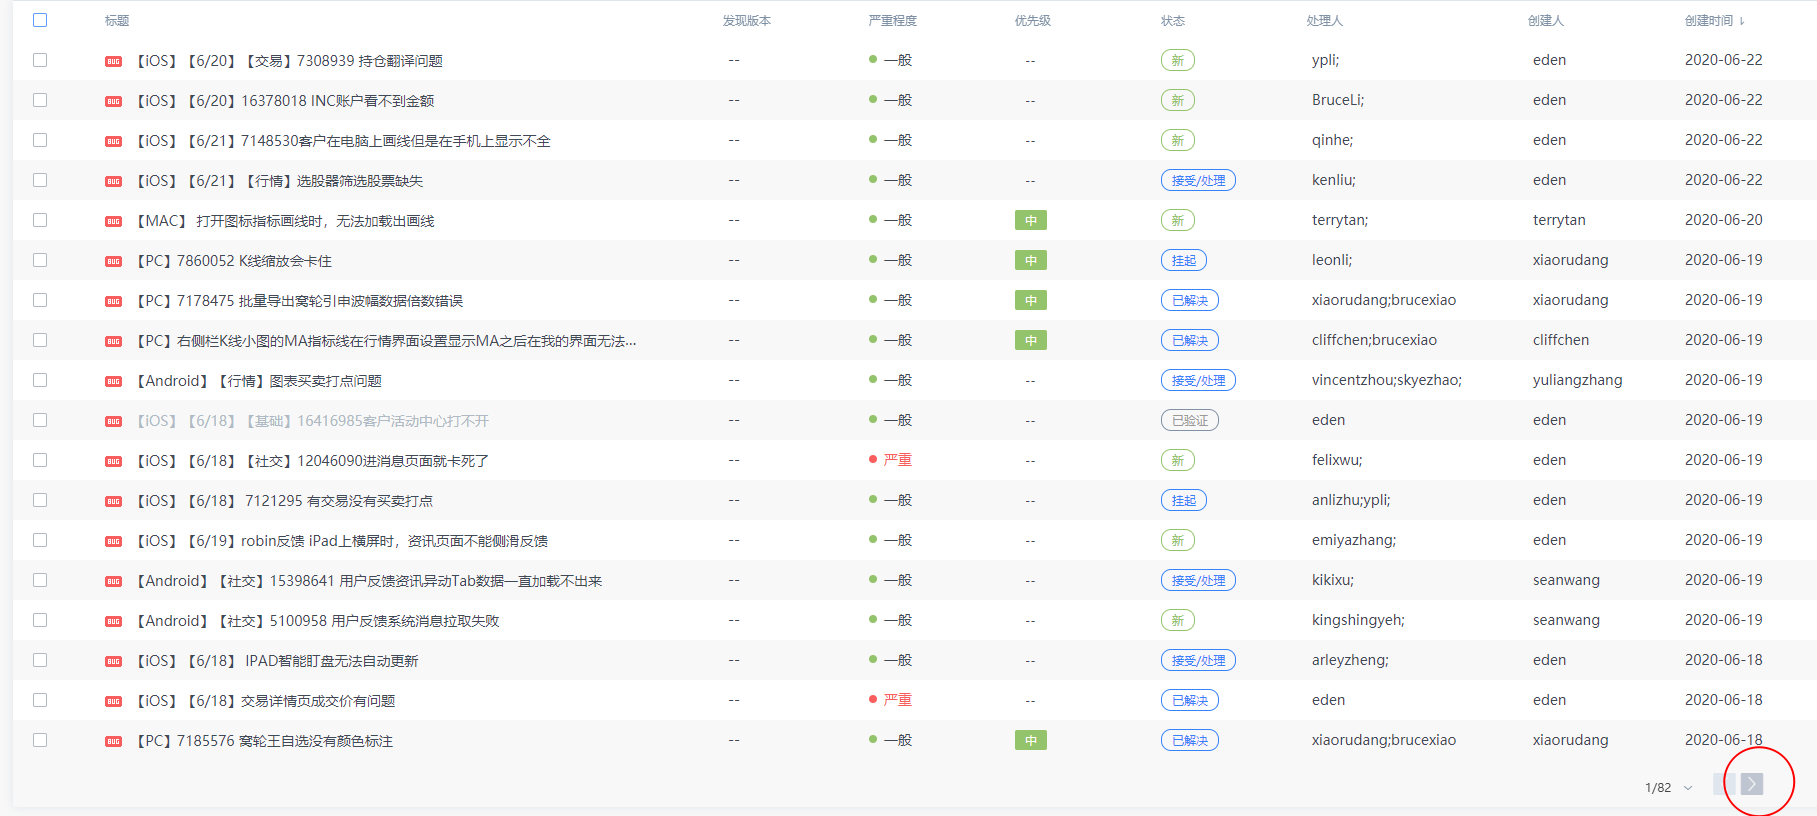 标题 发现版本 严重程度 优先级 状态 处理人 创建人 创建时间
BUG 【iOS】【6/20】【交易】7308939 持仓翻译问题 -- 一般 -- 新 ypli; eden 2020-06-22
BUG 【iOS】【6/20】16378018 INC账户看不到金额 -- 一般 -- 新 BruceLi; eden 2020-06-22
BUG 【iOS】【6/21】7148530客户在电脑上画线但是在手机上显示不全 -- 一般 -- 新 qinhe; eden 2020-06-22
BUG 【iOS】【6/21】【行情】选股器筛选股票缺失 -- 一般 -- 接受/处理 kenliu; eden 2020-06-22
BUG 【MAC】 打开图标指标画线时，无法加载出画线 -- 一般 中 新 terrytan; terrytan 2020-06-20
BUG 【PC】7860052 K线缩放会卡住 -- 一般 中 挂起 leonli; xiaorudang 2020-06-19
BUG 【PC】7178475 批量导出窝轮引申波幅数据倍数错误 -- 一般 中 已解决 xiaorudang;brucexiao xiaorudang 2020-06-19
BUG 【PC】右侧栏K线小图的MA指标线在行情界面设置显示MA之后在我的界面无法... -- 一般 中 已解决 cliffchen;brucexiao cliffchen 2020-06-19
BUG 【Android】【行情】图表买卖打点问题 -- 一般 -- 接受/处理 vincentzhou;skyezhao; yuliangzhang 2020-06-19
BUG 【iOS】【6/18】【基础】16416985客户活动中心打不开 -- 一般 -- 已验证 eden eden 2020-06-19
BUG 【iOS】【6/18】【社交】12046090进消息页面就卡死了 -- 严重 -- 新 felixwu; eden 2020-06-19
BUG 【iOS】【6/18】 7121295 有交易没有买卖打点 -- 一般 -- 挂起 anlizhu;ypli; eden 2020-06-19
BUG 【iOS】【6/19】robin反馈 iPad上横屏时，资讯页面不能侧滑反馈 -- 一般 -- 新 emiyazhang; eden 2020-06-19
BUG 【Android】【社交】15398641 用户反馈资讯异动Tab数据一直加载不出来 -- 一般 -- 接受/处理 kikixu; seanwang 2020-06-19
BUG 【Android】【社交】5100958 用户反馈系统消息拉取失败 -- 一般 -- 新 kingshingyeh; seanwang 2020-06-19
BUG 【iOS】【6/18】 IPAD智能盯盘无法自动更新 -- 一般 -- 接受/处理 arleyzheng; eden 2020-06-18
BUG 【iOS】【6/18】交易详情页成交价有问题 -- 严重 -- 已解决 eden eden 2020-06-18
BUG 【PC】7185576 窝轮王自选没有颜色标注 -- 一般 中 已解决 xiaorudang;brucexiao xiaorudang 2020-06-18
1/82